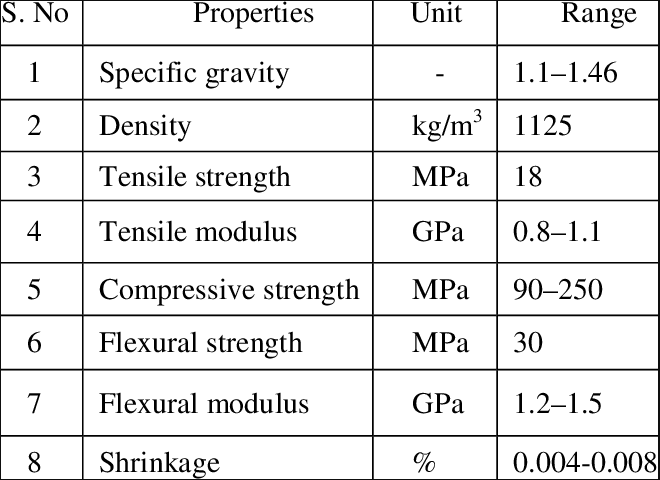 S. No Properties Unit Range
1 Specific gravity - 1.1–1.46
2 Density kg/m³ 1125
3 Tensile strength MPa 18
4 Tensile modulus GPa 0.8–1.1
5 Compressive strength MPa 90–250
6 Flexural strength MPa 30
7 Flexural modulus GPa 1.2–1.5
8 Shrinkage % 0.004-0.008